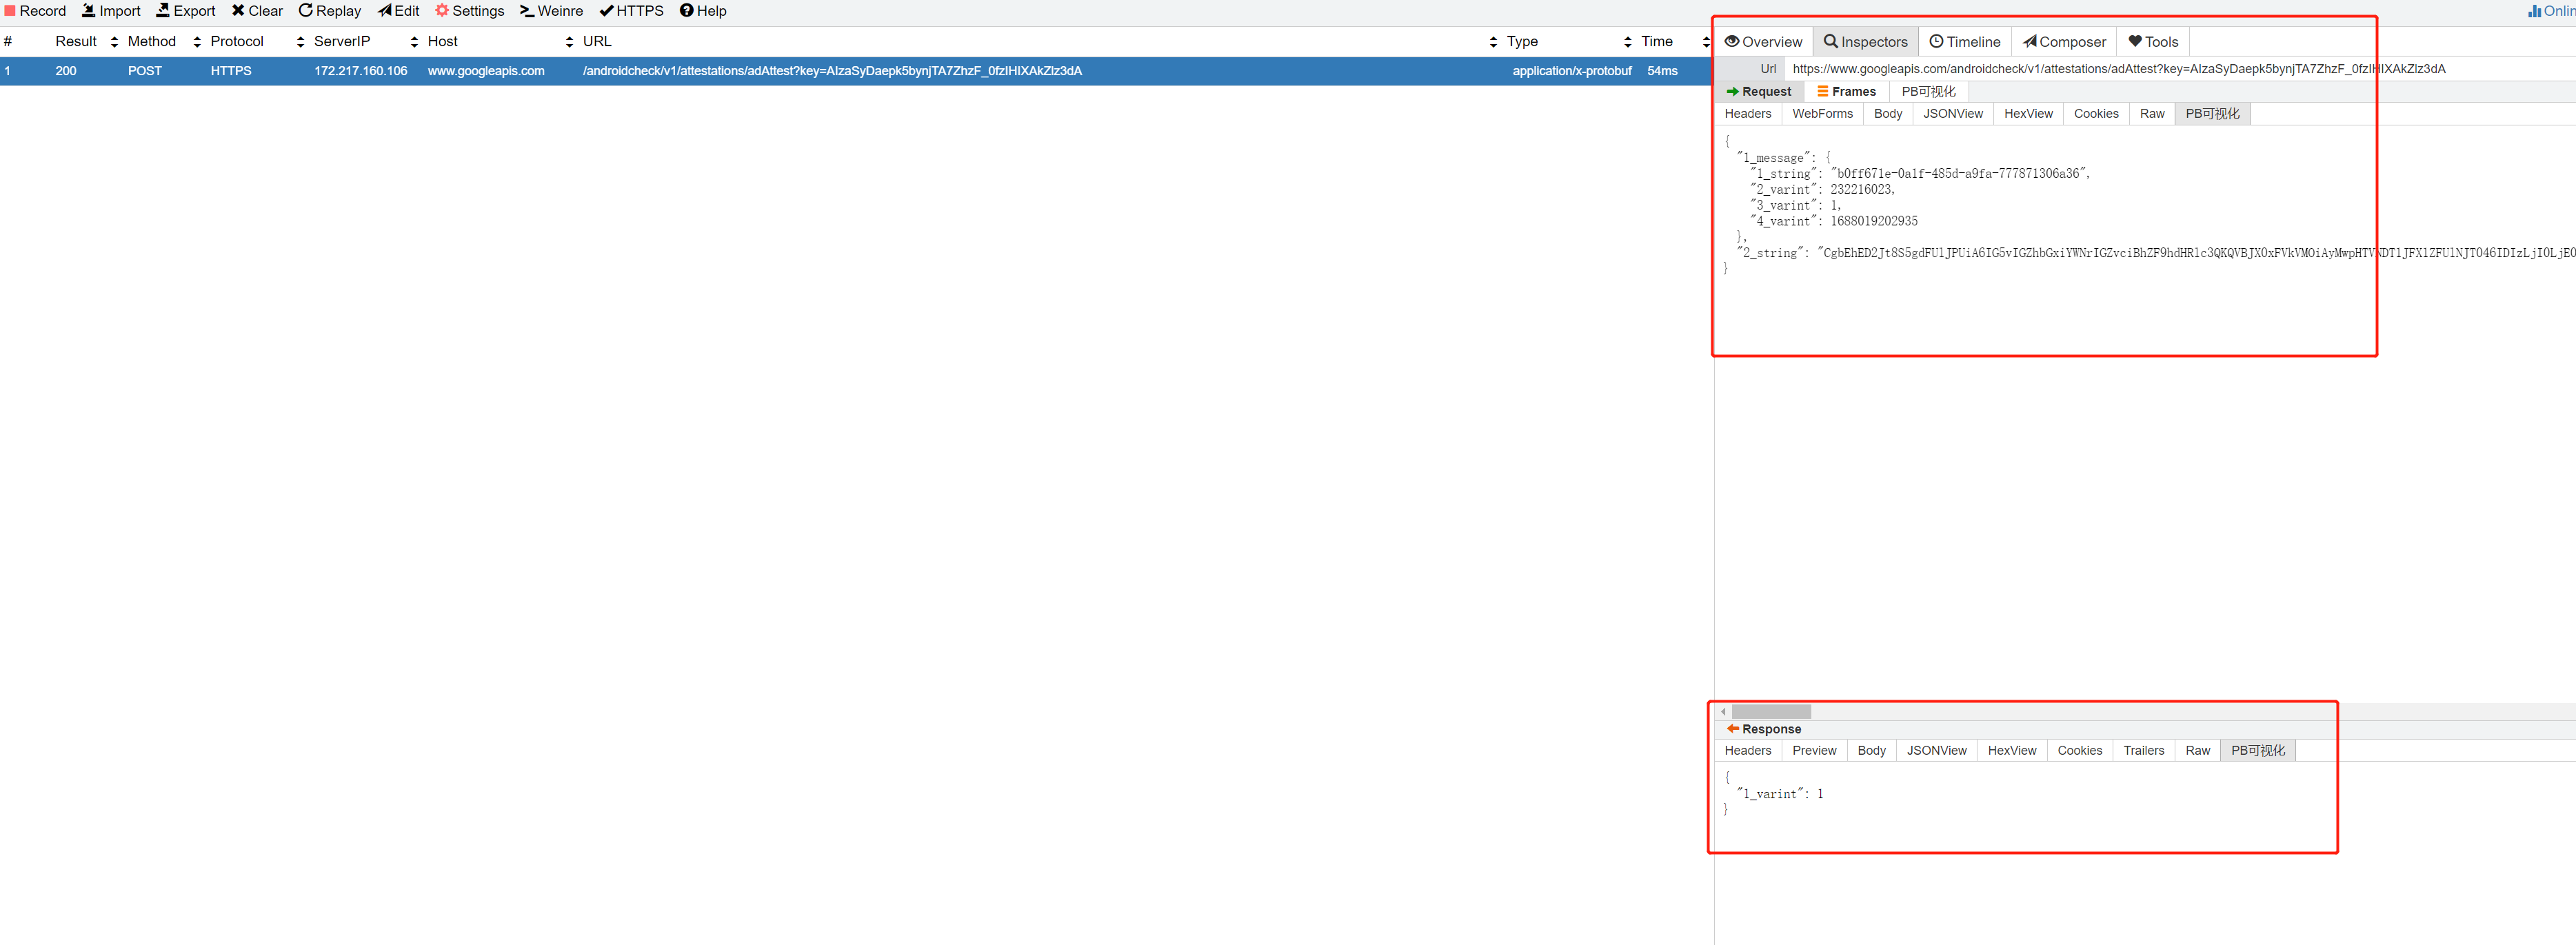 Record Import Export Clear Replay Edit Settings Weinre HTTPS Help
# Result Method Protocol ServerIP Host URL Type Time
1 200 POST HTTPS 172.217.160.106 www.googleapis.com /androidcheck/v1/attestations/adAttest?key=AIzaSyDaepk5bynjTA7ZhzF_0fzIHIXAkZlz3dA application/x-protobuf 54ms
Onlin
Overview Inspectors Timeline Composer Tools
Url https://www.googleapis.com/androidcheck/v1/attestations/adAttest?key=AIzaSyDaepk5bynjTA7ZhzF_0fzIHIXAkZlz3dA
Request Frames PB可视化
Headers WebForms Body JSONView HexView Cookies Raw PB可视化
{
"1_message": {
"1_string": "b0ff671e-0a1f-485d-a9fa-777871306a36",
"2_varint": 232216023,
"3_varint": 1,
"4_varint": 1688019202935
},
"2_string":
}
Response
Headers Preview Body JSONView HexView Cookies Trailers Raw PB可视化
{
"1_varint": 1
}